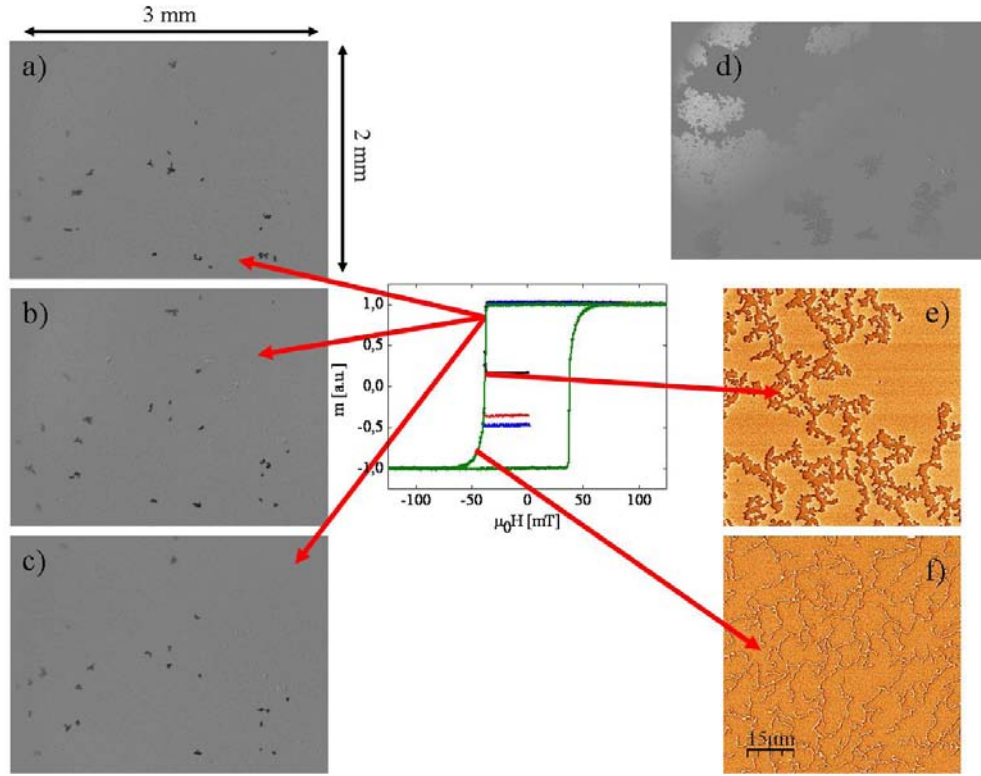 3 mm
a)
2 mm
d)
b)
1,0
0,5
0,0
-0,5
-1,0
m [a.u.]
-100 -50 0 50 100
μ₀H [mT]
e)
c)
f)
15μm